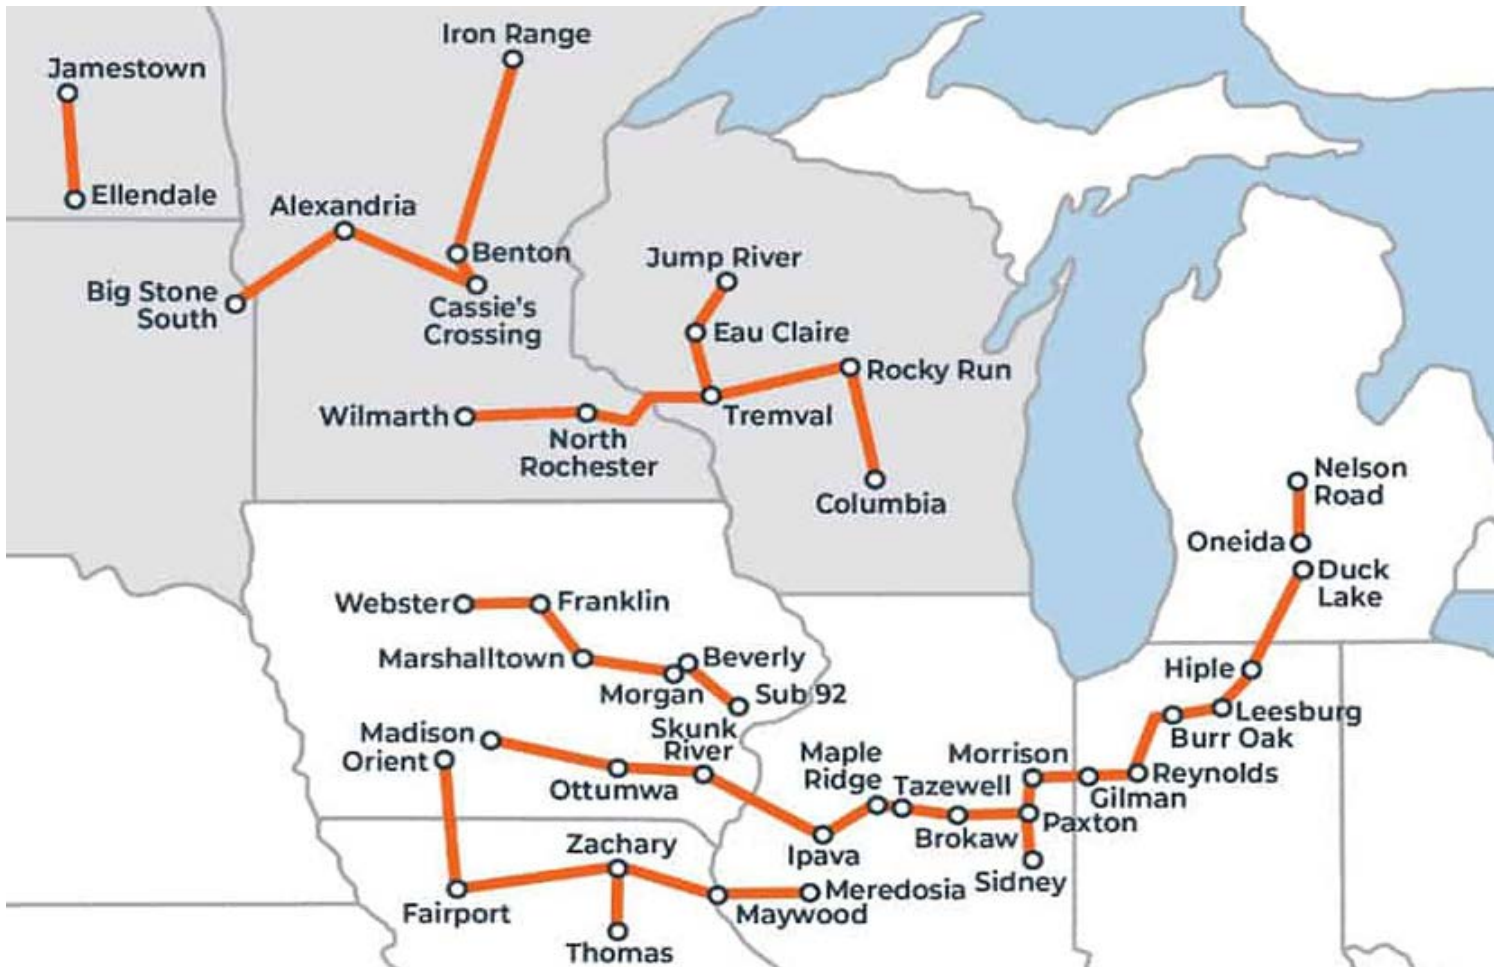 Iron Range
Jamestown
Ellendale
Alexandria
Benton
Jump River
Big Stone
South
Cassie's
Crossing
Eau Claire
Rocky Run
Wilmarth
Tremval
North
Rochester
Columbia
Nelson
Road
Oneida
Duck
Lake
Webster
Franklin
Marshalltown
Beverly
Morgan
Sub 92
Hiple
Leesburg
Burr Oak
Madison
Skunk
River
Orient
Ottumwa
Maple
Ridge
Morrison
Tazewell
Reynolds
Gilman
Paxton
Brokaw
Ipava
Zachary
Sidney
Meredosia
Fairport
Maywood
Thomas